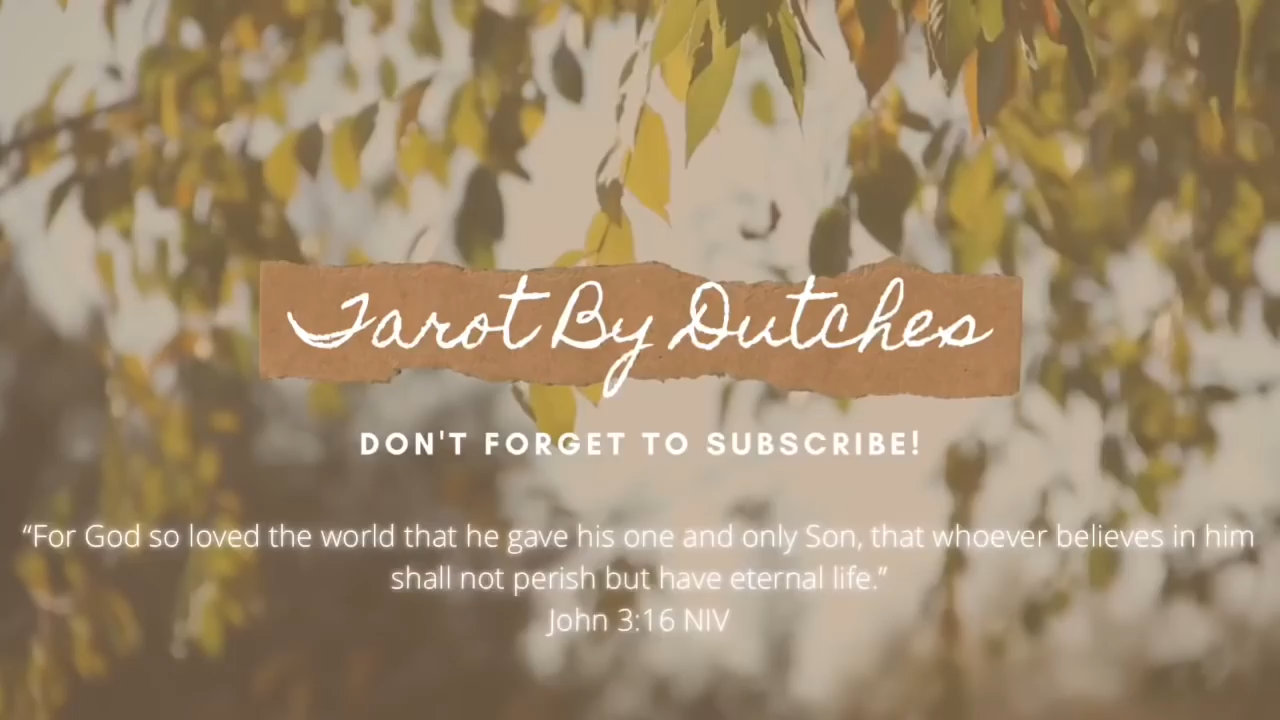 Tarot By Dutches
DON'T FORGET TO SUBSCRIBE!
“For God so loved the world that he gave his one and only Son, that whoever believes in him
shall not perish but have eternal life.”
John 3:16 NIV